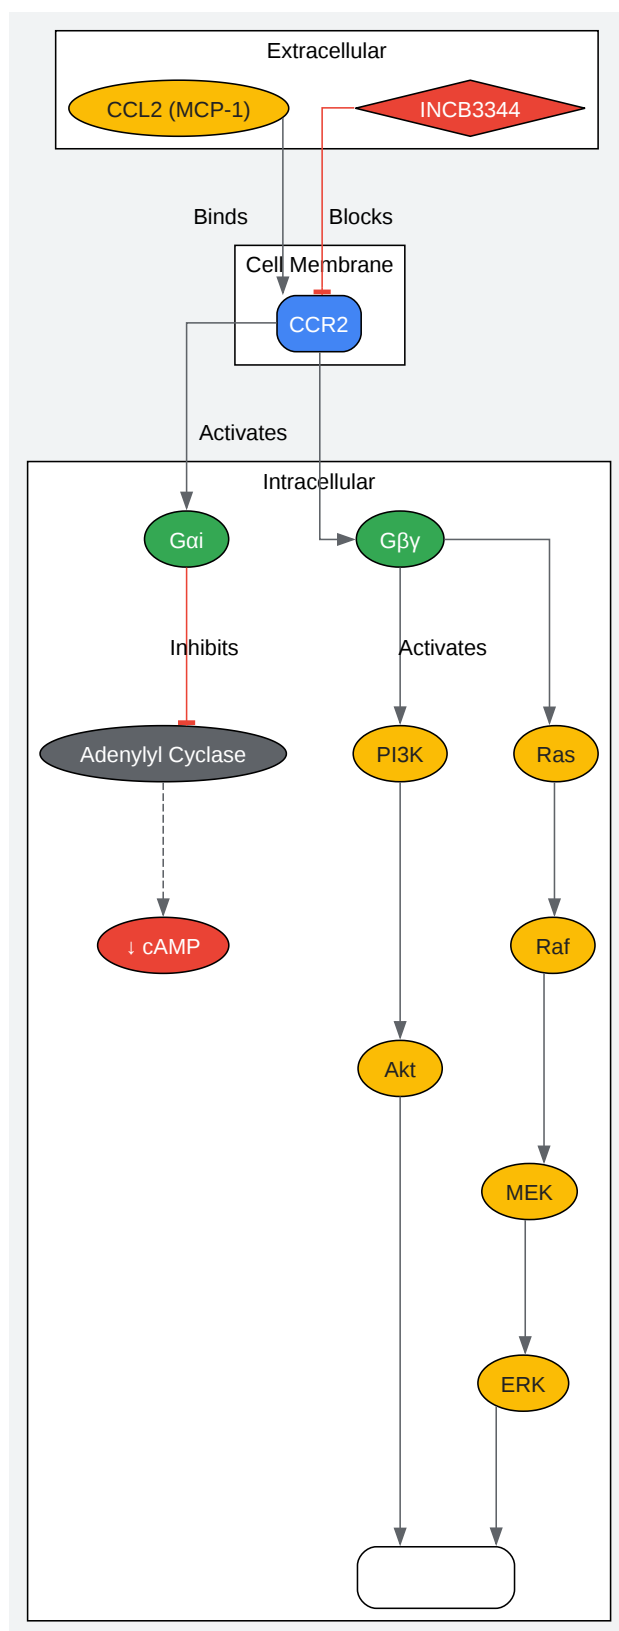 Extracellular
CCL2 (MCP-1)
INCB3344
Binds
Blocks
Cell Membrane
CCR2
Activates
Intracellular
Gαi
Gβγ
Inhibits
Activates
Adenylyl Cyclase
PI3K
Ras
↓ cAMP
Raf
Akt
MEK
ERK